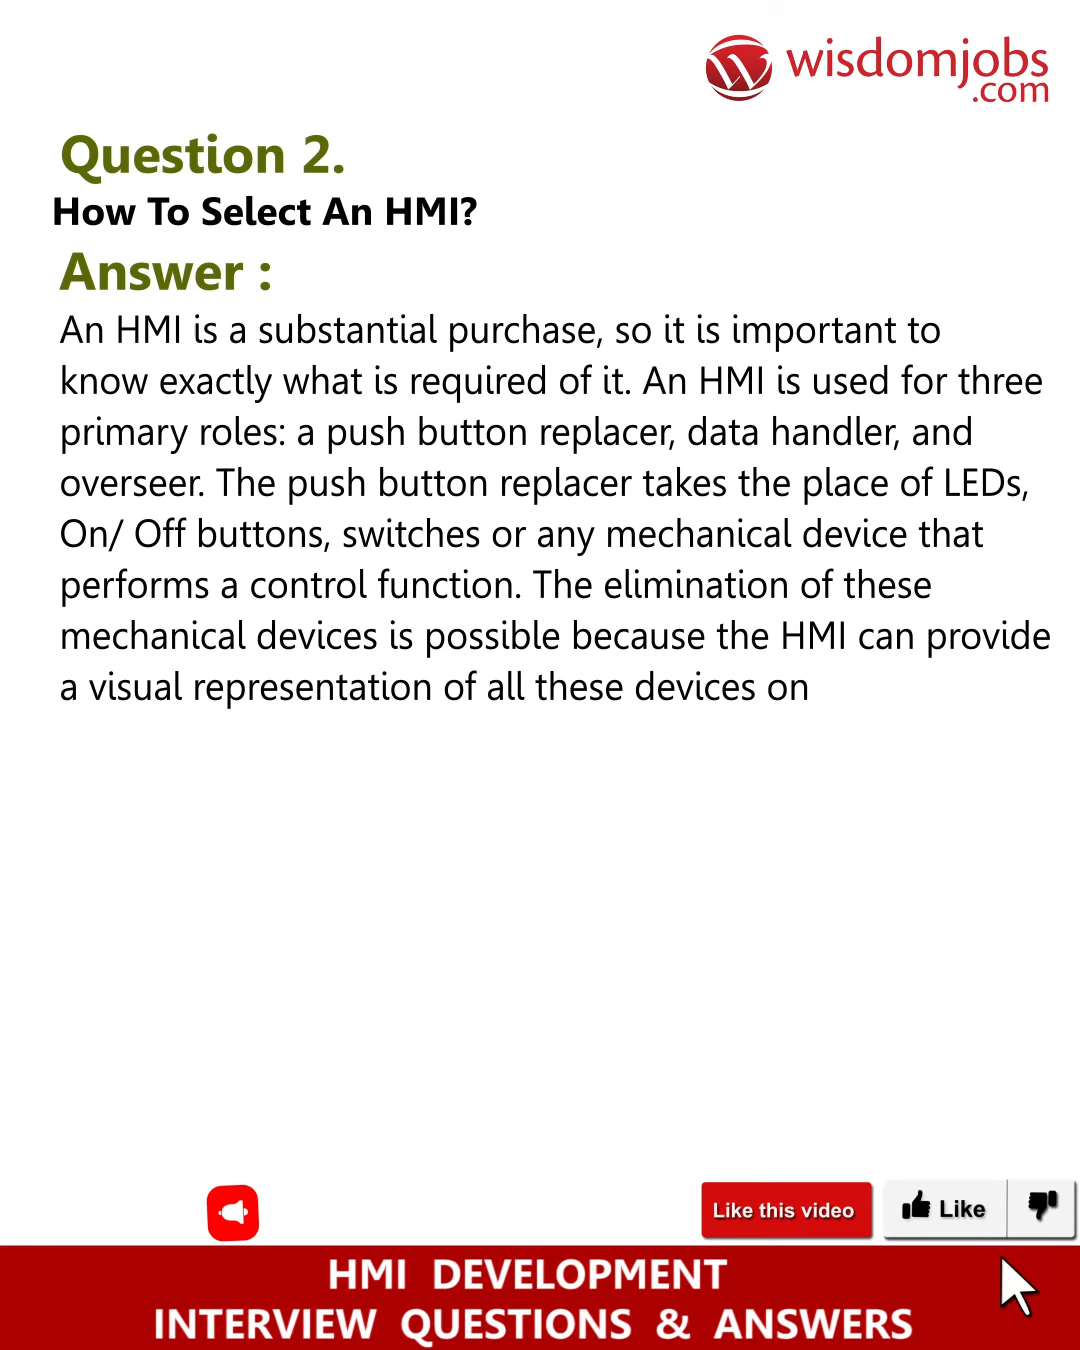 wisdomjobs
.com
Question 2.
How To Select An HMI?
Answer :
An HMI is a substantial purchase, so it is important to
know exactly what is required of it. An HMI is used for three
primary roles: a push button replacer, data handler, and
overseer. The push button replacer takes the place of LEDs,
On/ Off buttons, switches or any mechanical device that
performs a control function. The elimination of these
mechanical devices is possible because the HMI can provide
a visual representation of all these devices on
Like this video
Like
HMI DEVELOPMENT
INTERVIEW QUESTIONS & ANSWERS